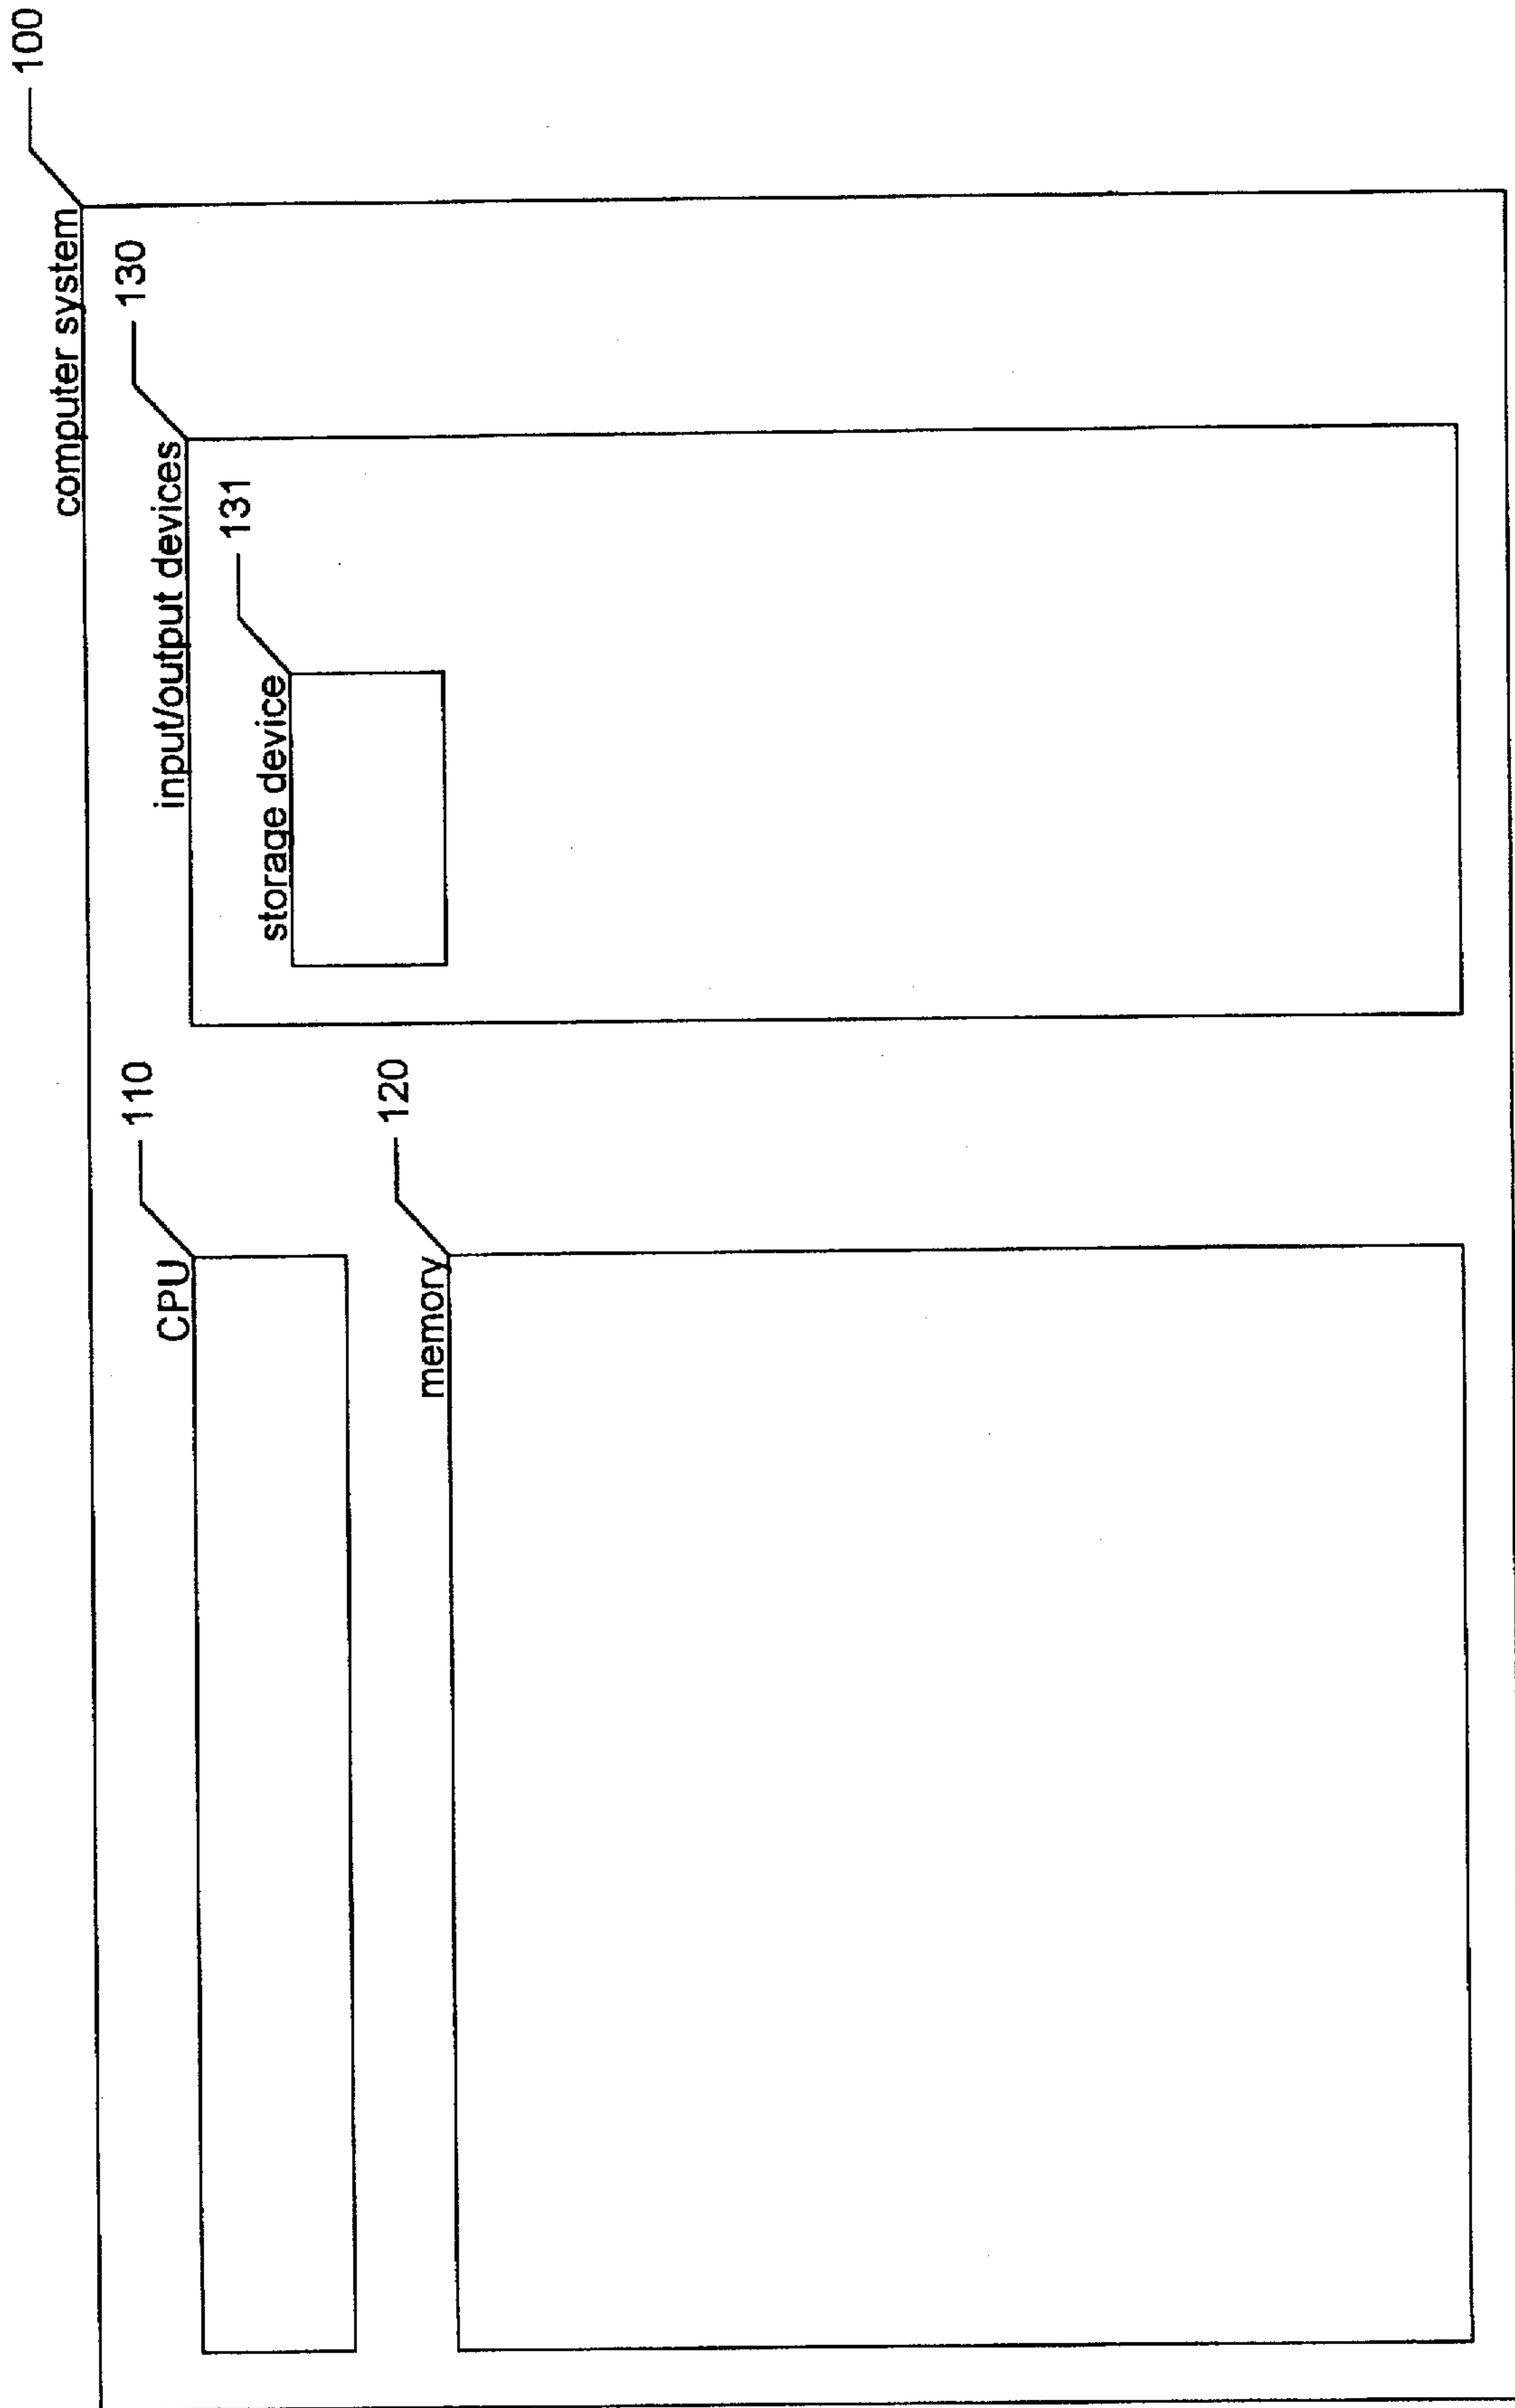 100
computer system
130
input/output devices
131
storage device
110
CPU
120
memory